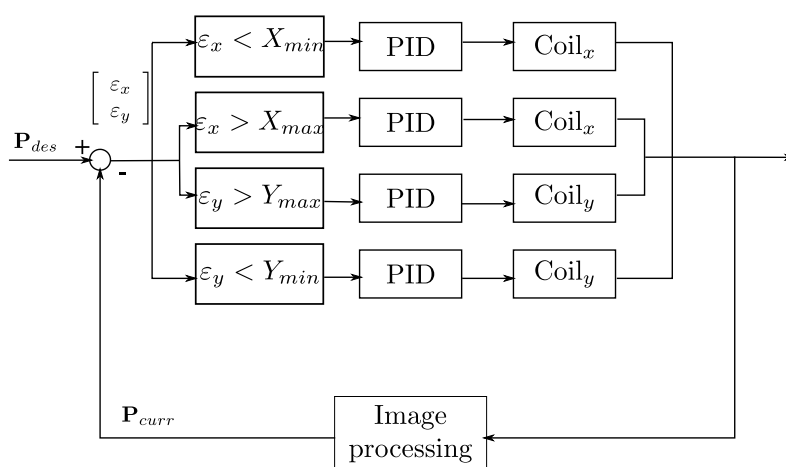 ε_x < X_min PID Coil_x
[ε_x
ε_y]
ε_x > X_max PID Coil_x
P_des + -
ε_y > Y_max PID Coil_y
ε_y < Y_min PID Coil_y
P_curr
Image
processing